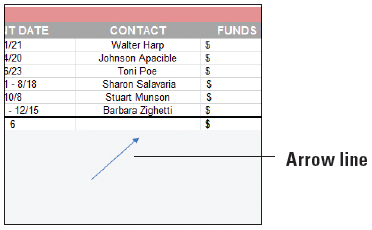 IT DATE CONTACT FUNDS
1/21 Walter Harp $
4/20 Johnson Apacible $
6/23 Toni Poe $
1 - 8/18 Sharon Salavaria $
10/8 Stuart Munson $
- 12/15 Barbara Zighetti $
6 $
Arrow line